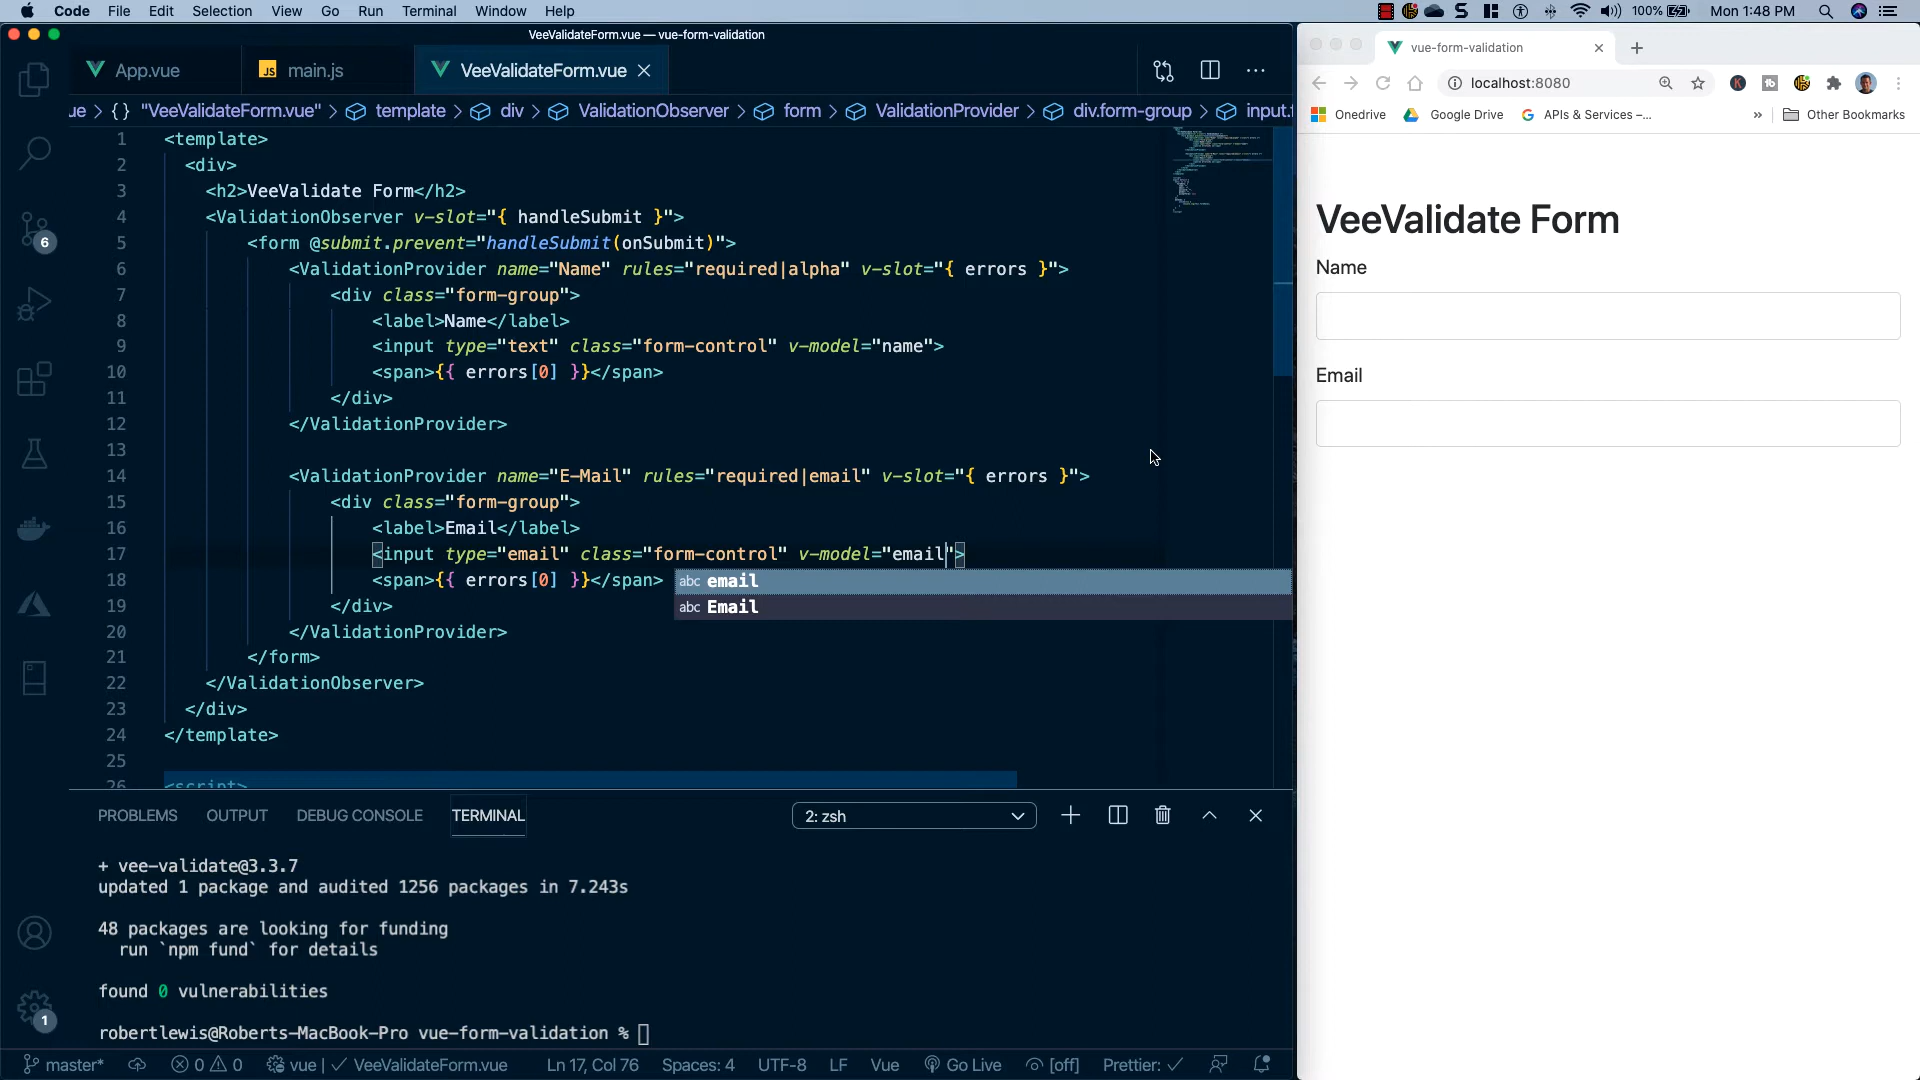 Code File Edit Selection View Go Run Terminal Window Help
100% Mon 1:48 PM
VeeValidateForm.vue — vue-form-validation
App.vue
JS main.js
VeeValidateForm.vue
ue > {} "VeeValidateForm.vue" > template > div > ValidationObserver > form > ValidationProvider > div.form-group > input.
1 <template>
2 <div>
3 <h2>VeeValidate Form</h2>
4 <ValidationObserver v-slot="{ handleSubmit }">
5 <form @submit.prevent="handleSubmit(onSubmit)">
6 <ValidationProvider name="Name" rules="required|alpha" v-slot="{ errors }">
7 <div class="form-group">
8 <label>Name</label>
9 <input type="text" class="form-control" v-model="name">
10 <span>{{ errors[0] }}</span>
11 </div>
12 </ValidationProvider>
13
14 <ValidationProvider name="E-Mail" rules="required|email" v-slot="{ errors }">
15 <div class="form-group">
16 <label>Email</label>
17 <input type="email" class="form-control" v-model="email">
18 <span>{{ errors[0] }}</span>
abc email
19 </div>
abc Email
20 </ValidationProvider>
21 </form>
22 </ValidationObserver>
23 </div>
24 </template>
25
26 <script>
6
1
PROBLEMS OUTPUT DEBUG CONSOLE TERMINAL 2: zsh
+ vee-validate@3.3.7
updated 1 package and audited 1256 packages in 7.243s
48 packages are looking for funding
run `npm fund` for details
found 0 vulnerabilities
robertlewis@Roberts-MacBook-Pro vue-form-validation %
master* 0 0 vue | VeeValidateForm.vue Ln 17, Col 76 Spaces: 4 UTF-8 LF Vue Go Live [off] Prettier: ✓
vue-form-validation
localhost:8080
Onedrive Google Drive APIs & Services –... » Other Bookmarks
VeeValidate Form
Name
Email